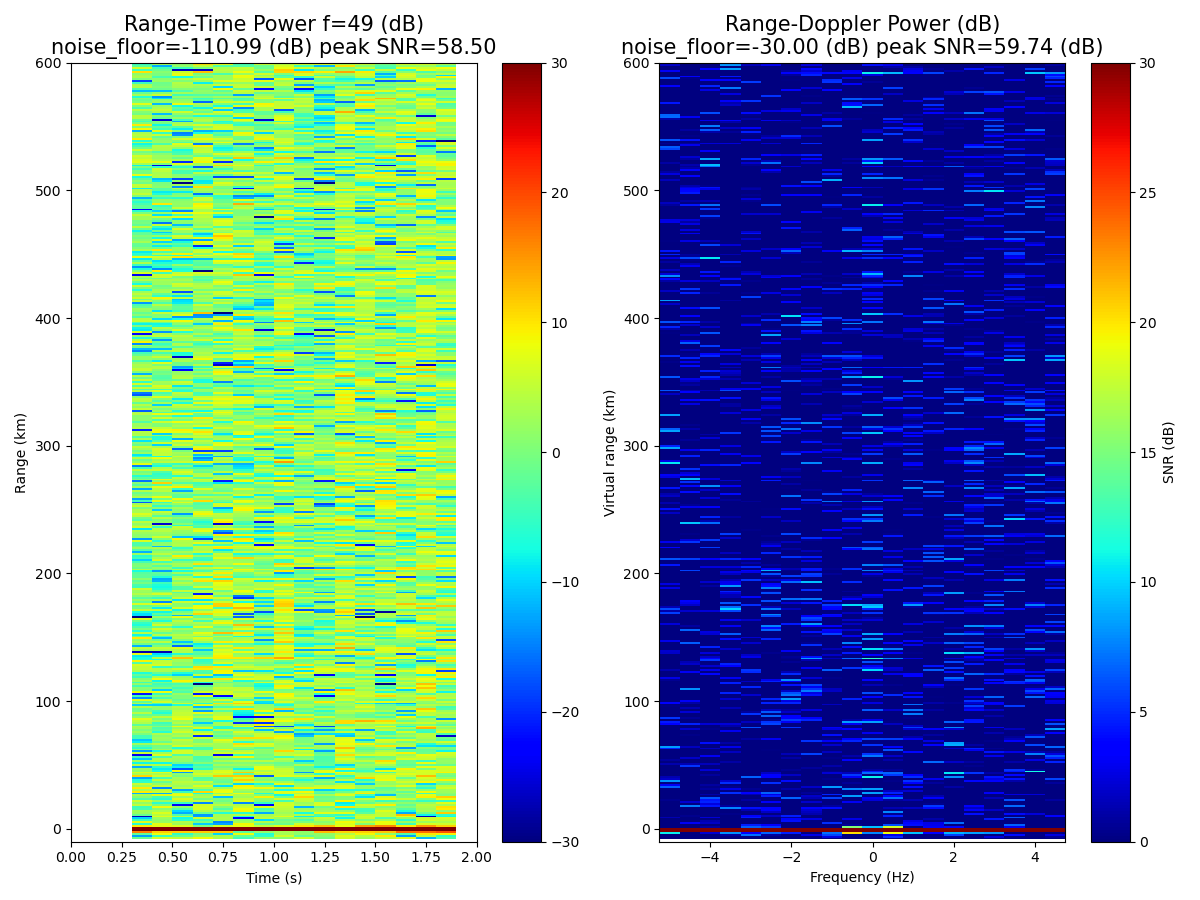 Range-Time Power f=49 (dB)
noise_floor=-110.99 (dB) peak SNR=58.50
600
500
400
300
200
100
0
Range (km)
0.00 0.25 0.50 0.75 1.00 1.25 1.50 1.75 2.00
Time (s)
30
20
10
0
−10
−20
−30
Range-Doppler Power (dB)
noise_floor=-30.00 (dB) peak SNR=59.74 (dB)
600
500
400
300
200
100
0
Virtual range (km)
−4 −2 0 2 4
Frequency (Hz)
30
25
20
15
10
5
0
SNR (dB)